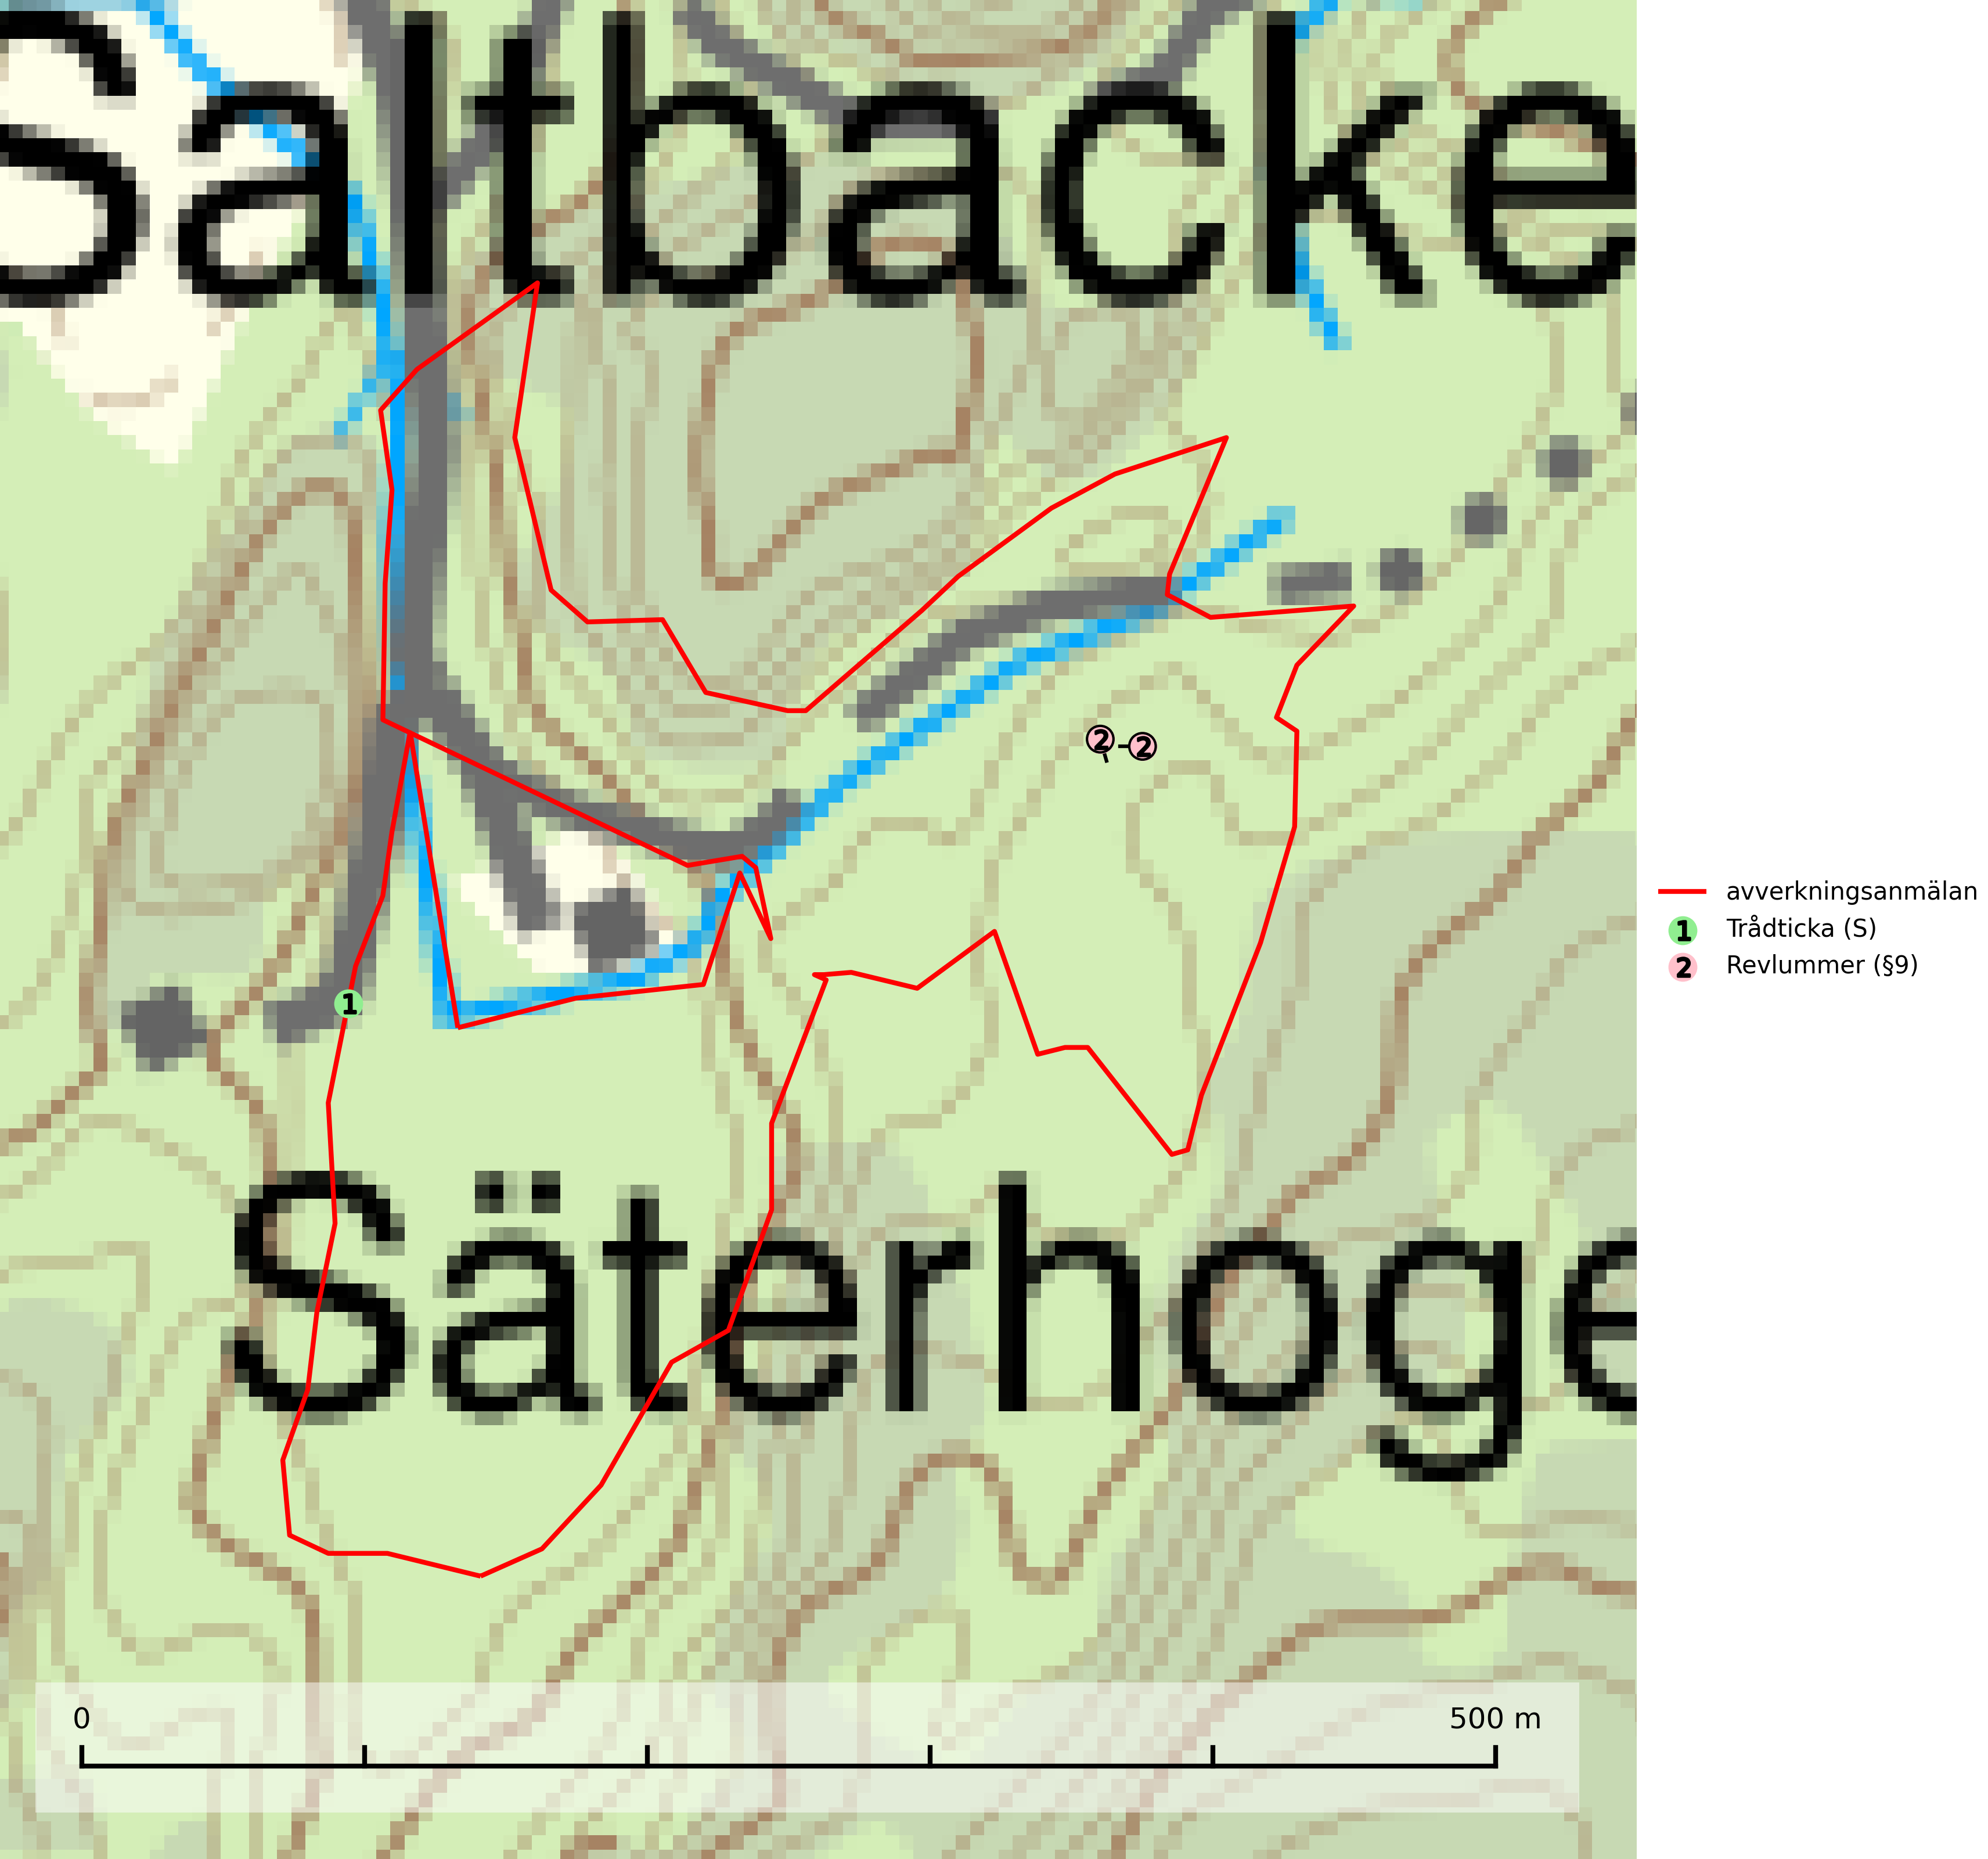 Saltbacke
2 2
avverkningsanmälan
1 Trådticka (S)
2 Revlummer (§9)
1
Säterhoge
0 500 m